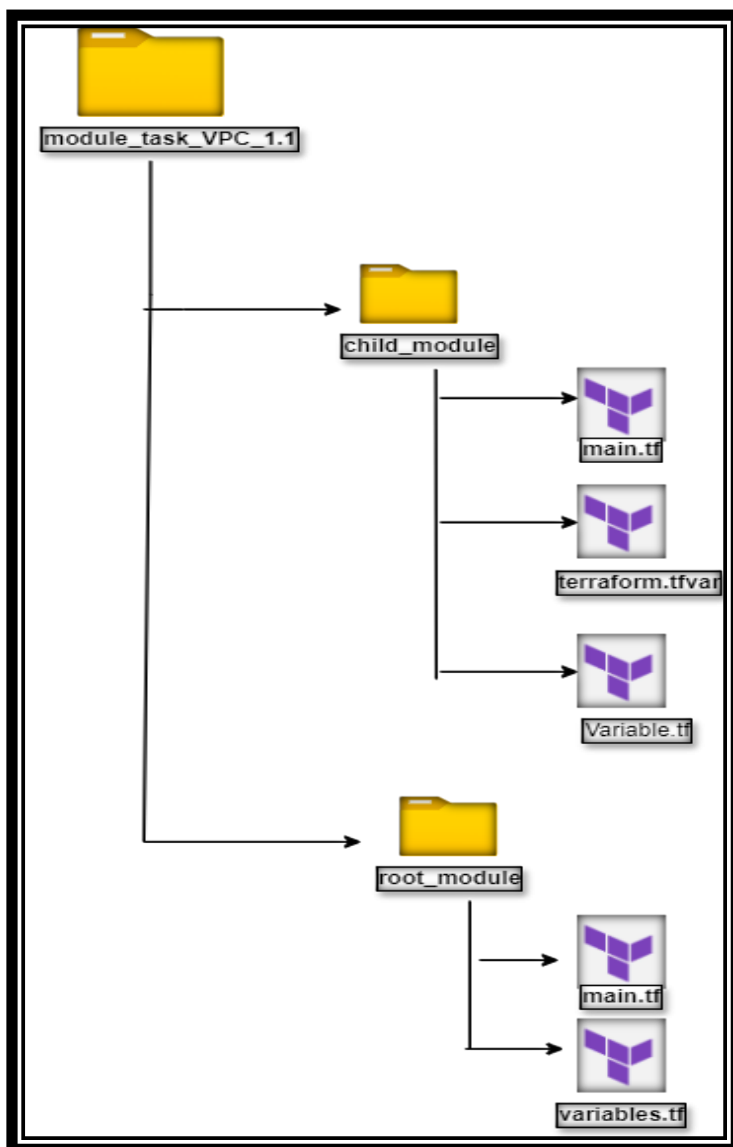 module_task_VPC_1.1
child_module
main.tf
terraform.tfvar
Variable.tf
root_module
main.tf
variables.tf